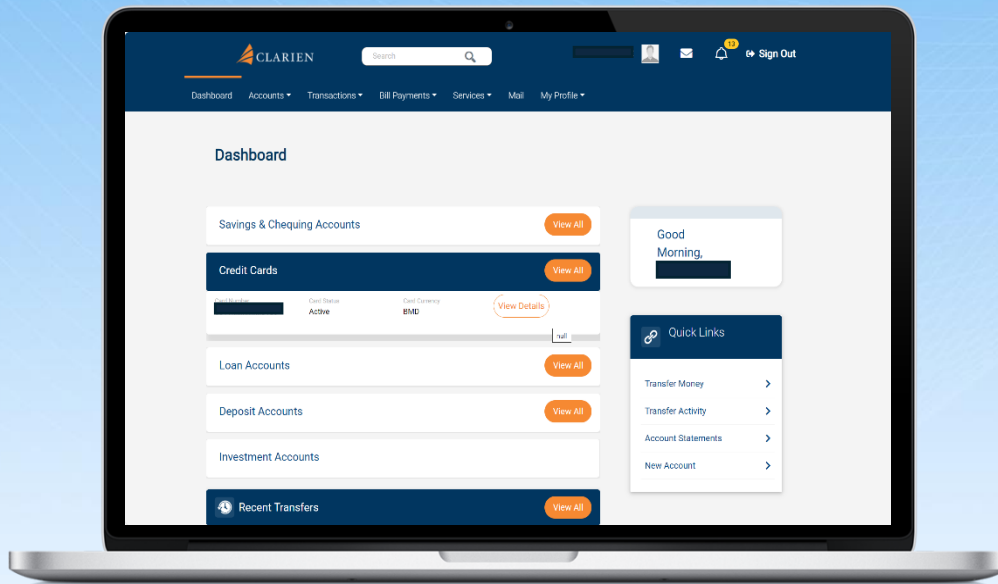 CLARIEN
Search
13
Sign Out
Dashboard
Accounts
Transactions
Bill Payments
Services
Mail
My Profile
Dashboard
Savings & Chequing Accounts
View All
Good
Morning,
Credit Cards
View All
Card Number
Card Status
Card Currency
Active
BMD
View Details
null
Quick Links
Loan Accounts
View All
Transfer Money
Deposit Accounts
View All
Transfer Activity
Account Statements
Investment Accounts
New Account
Recent Transfers
View All